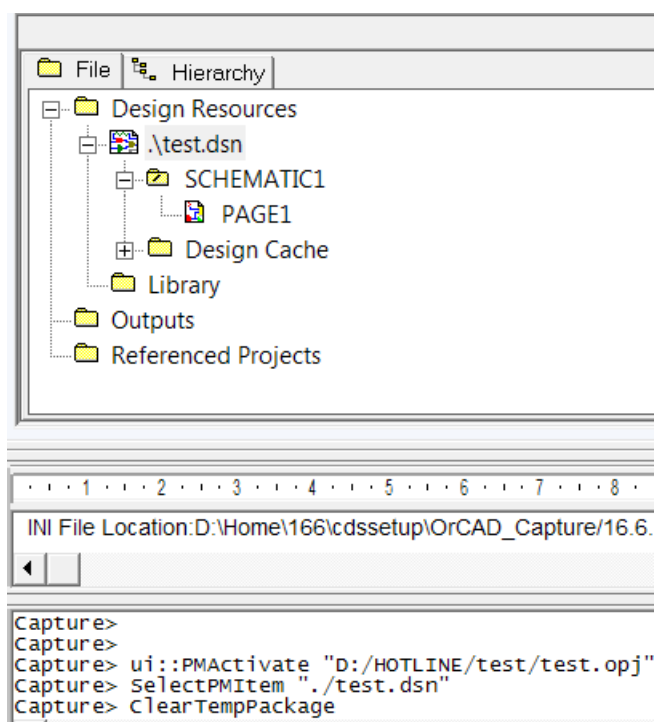 File Hierarchy
Design Resources
.\test.dsn
SCHEMATIC1
PAGE1
Design Cache
Library
Outputs
Referenced Projects
1 2 3 4 5 6 7 8
INI File Location:D:\Home\166\cdssetup\OrCAD_Capture/16.6.
Capture>
Capture>
Capture> ui::PMActivate "D:/HOTLINE/test/test.opj"
Capture> SelectPMItem "./test.dsn"
Capture> ClearTempPackage